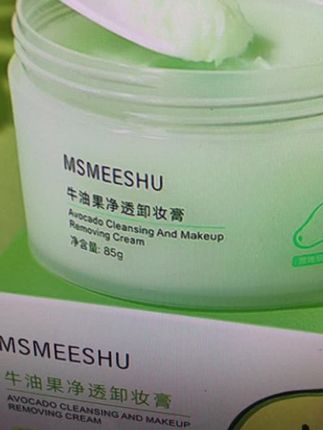 MSMEESHU
牛油果净透卸妆膏
Avocado Cleansing And Makeup
Removing Cream
净含量: 85g
MSMEESHU
牛油果净透卸妆膏
AVOCADO CLEANSING AND MAKEUP
REMOVING CREAM